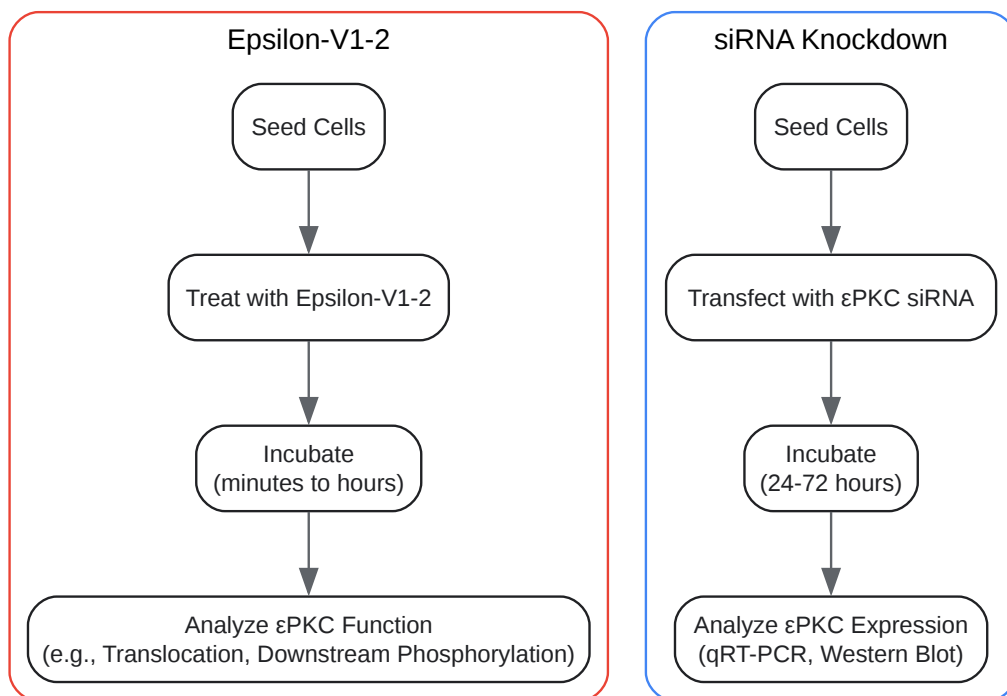 Epsilon-V1-2
Seed Cells
Treat with Epsilon-V1-2
Incubate
(minutes to hours)
Analyze εPKC Function
(e.g., Translocation, Downstream Phosphorylation)
siRNA Knockdown
Seed Cells
Transfect with εPKC siRNA
Incubate
(24-72 hours)
Analyze εPKC Expression
(qRT-PCR, Western Blot)